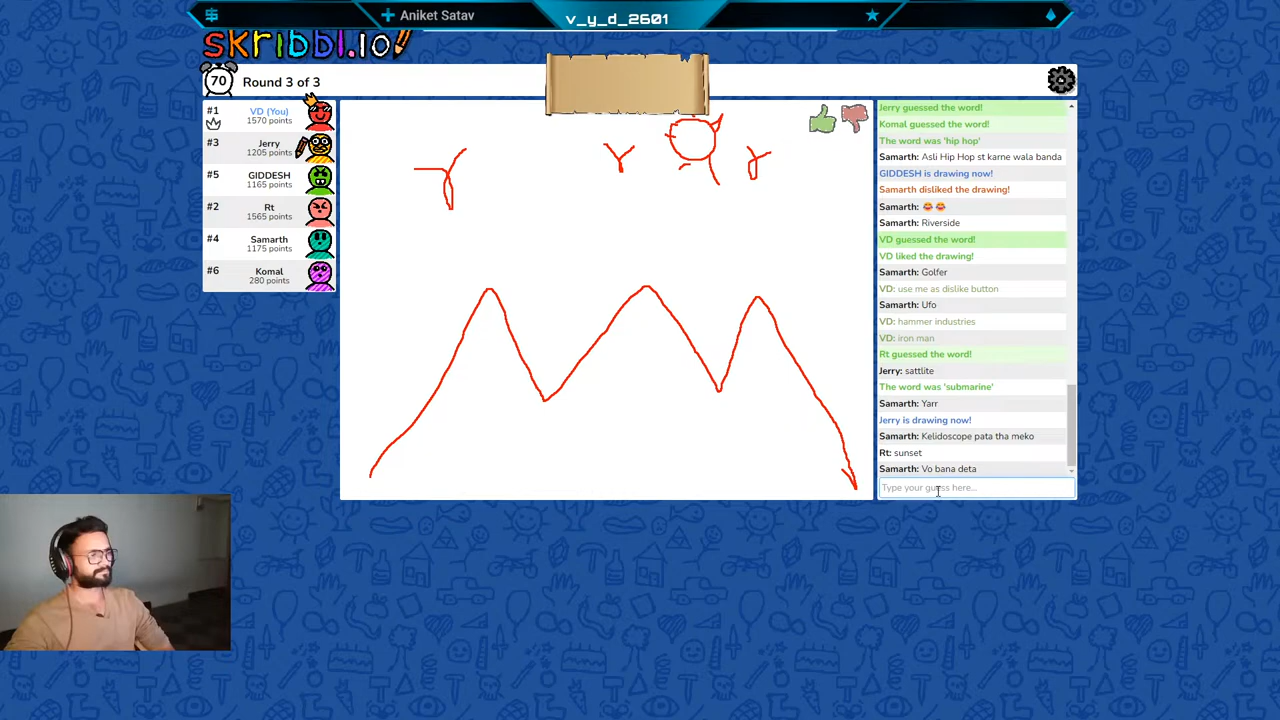 Aniket Satav
v_y_d_2601
skribbl.io
70
Round 3 of 3
#1
VD (You)
1570 points
#3
Jerry
1205 points
#5
GIDDESH
1165 points
#2
Rt
1565 points
#4
Samarth
1175 points
#6
Komal
280 points
Jerry guessed the word!
Komal guessed the word!
The word was 'hip hop'
Samarth: Asli Hip Hop st karne wala banda
GIDDESH is drawing now!
Samarth disliked the drawing!
Samarth: 😂😂
Samarth: Riverside
VD guessed the word!
VD liked the drawing!
Samarth: Golfer
VD: use me as dislike button
Samarth: Ufo
VD: hammer industries
VD: iron man
Rt guessed the word!
Jerry: sattlite
The word was 'submarine'
Samarth: Yarr
Jerry is drawing now!
Samarth: Kelidoscope pata tha meko
Rt: sunset
Samarth: Vo bana deta
Type your guess here...